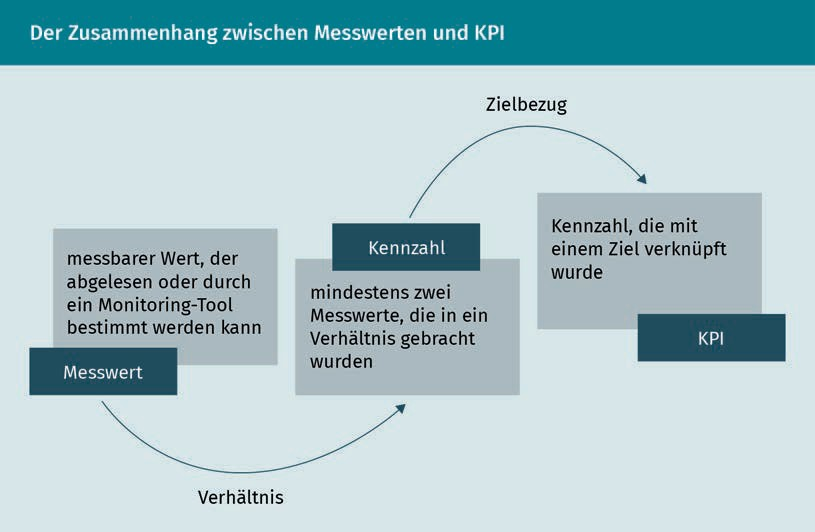 Der Zusammenhang zwischen Messwerten und KPI
messbarer Wert, der
abgelesen oder durch
ein Monitoring-Tool
bestimmt werden kann
Messwert
Verhältnis
Kennzahl
mindestens zwei
Messwerte, die in ein
Verhältnis gebracht
wurden
Zielbezug
Kennzahl, die mit
einem Ziel verknüpft
wurde
KPI